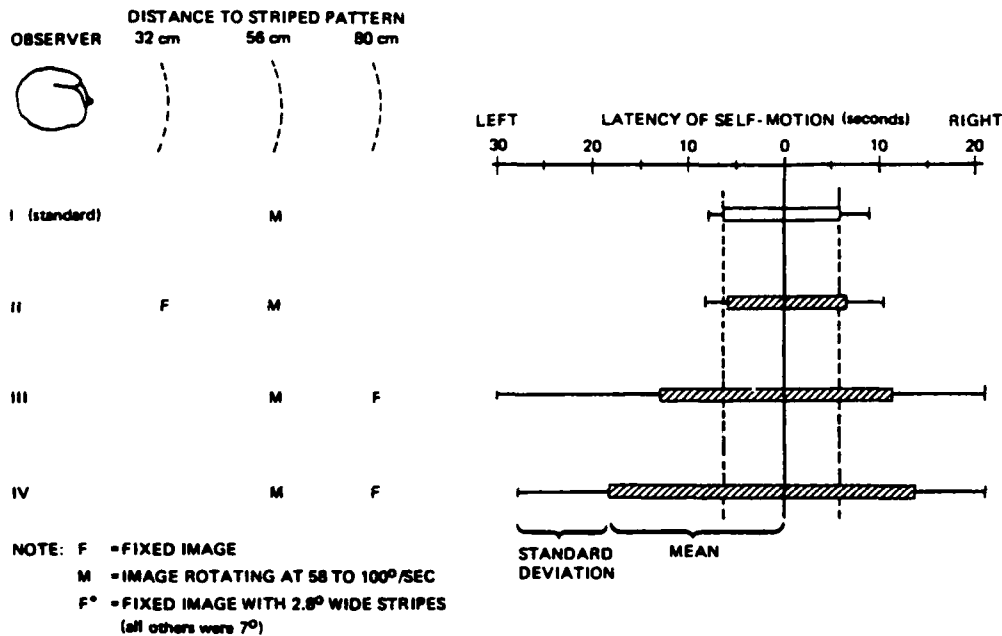 DISTANCE TO STRIPED PATTERN
OBSERVER 32 cm 56 cm 80 cm
LEFT LATENCY OF SELF-MOTION (seconds) RIGHT
30 20 10 0 10 20
I (standard) M
II F M
III M F
IV M F
NOTE: F = FIXED IMAGE
M = IMAGE ROTATING AT 58 TO 100°/SEC
F* = FIXED IMAGE WITH 2.8° WIDE STRIPES
(all others were 7°)
STANDARD DEVIATION
MEAN